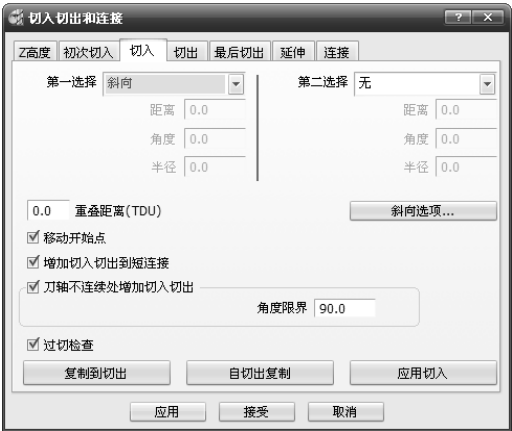 切入切出和连接
Z高度 初次切入 切入 切出 最后切出 延伸 连接
第一选择 斜向 第二选择 无
距离 0.0 距离 0.0
角度 0.0 角度 0.0
半径 0.0 半径 0.0
0.0 重叠距离(TDU) 斜向选项...
移动开始点
增加切入切出到短连接
刀轴不连续处增加切入切出
角度限界 90.0
过切检查
复制到切出 自切出复制 应用切入
应用 接受 取消